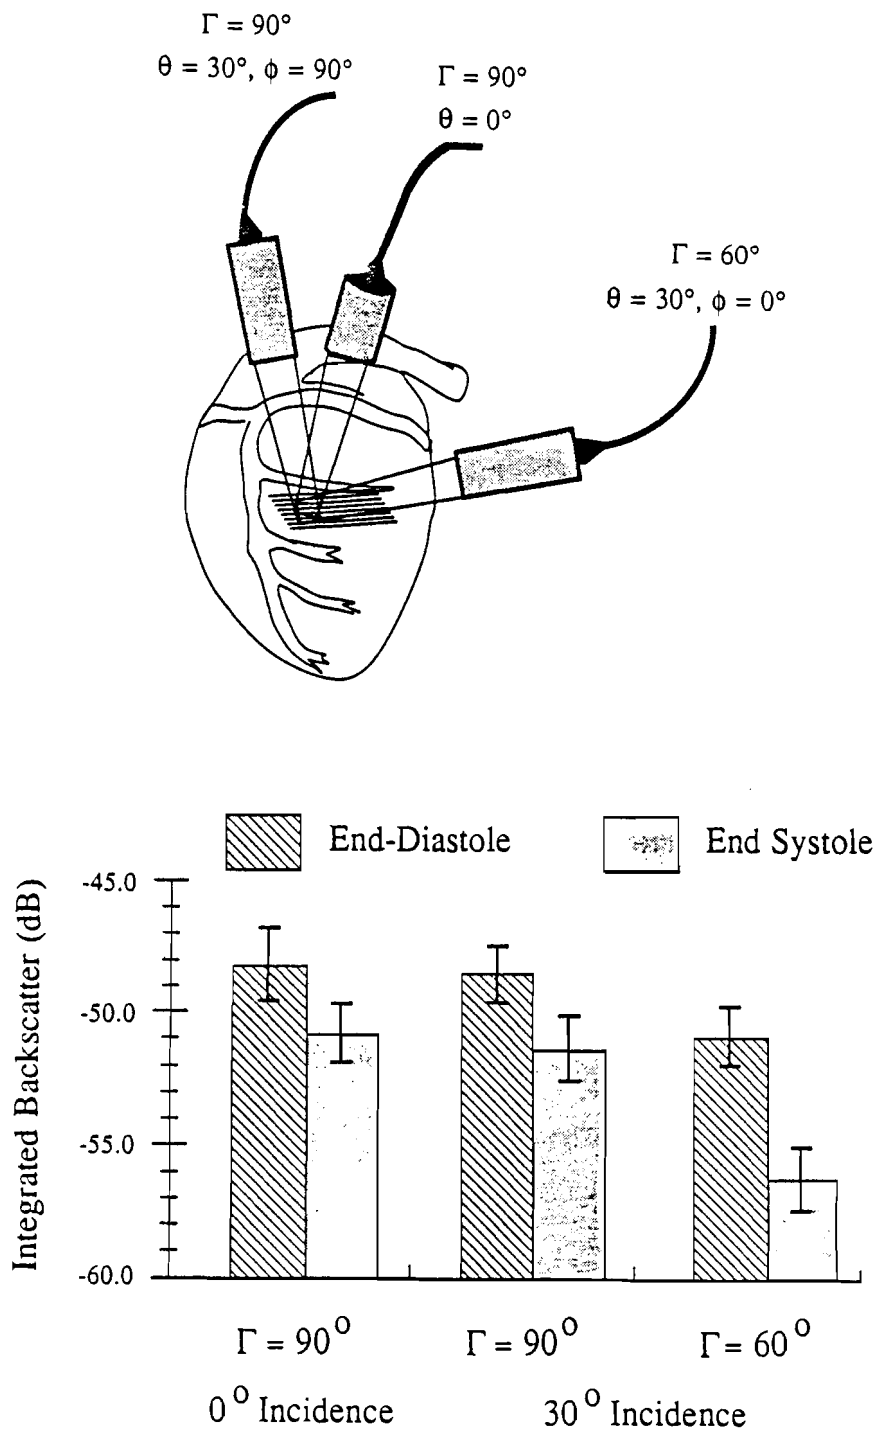 Γ = 90°
θ = 30°, ϕ = 90°
Γ = 90°
θ = 0°
Γ = 60°
θ = 30°, ϕ = 0°
End-Diastole
End Systole
Integrated Backscatter (dB)
-45.0
-50.0
-55.0
-60.0
Γ = 90°
Γ = 90°
Γ = 60°
0° Incidence
30° Incidence